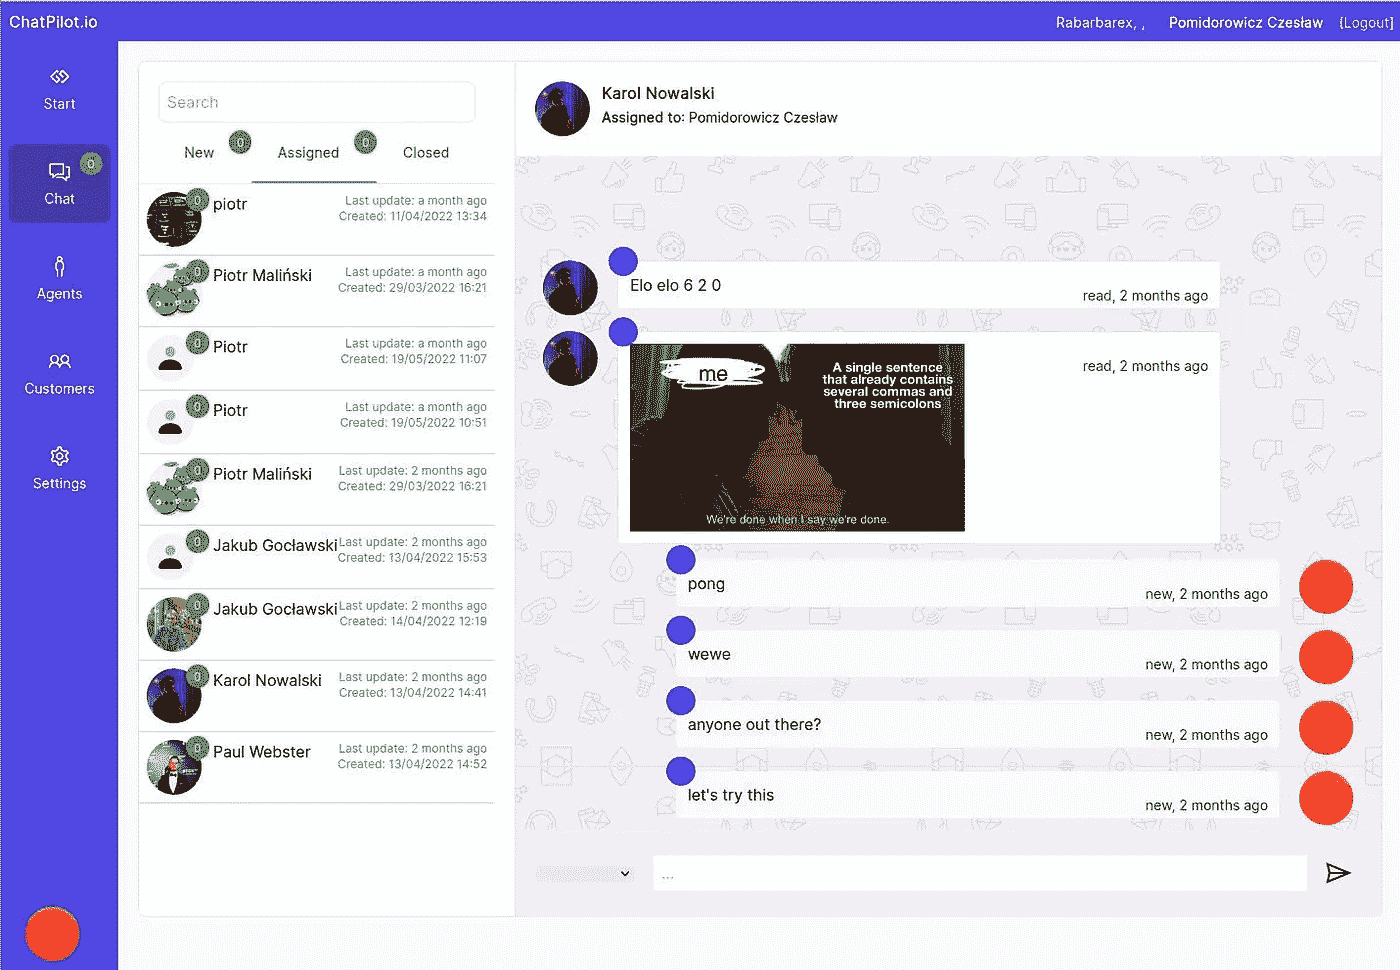 ChatPilot.io
Rabarbarex, , Pomidorowicz Czesław [Logout]
Start
Chat
0
Agents
Customers
Settings
Search
New 0 Assigned 0 Closed
0 piotr Last update: a month ago
Created: 11/04/2022 13:34
0 Piotr Maliński Last update: a month ago
Created: 29/03/2022 16:21
0 Piotr Last update: a month ago
Created: 19/05/2022 11:07
0 Piotr Last update: a month ago
Created: 19/05/2022 10:51
0 Piotr Maliński Last update: 2 months ago
Created: 29/03/2022 16:21
0 Jakub Gocławski Last update: 2 months ago
Created: 13/04/2022 15:53
0 Jakub Gocławski Last update: 2 months ago
Created: 14/04/2022 12:19
0 Karol Nowalski Last update: 2 months ago
Created: 13/04/2022 14:41
0 Paul Webster Last update: 2 months ago
Created: 13/04/2022 14:52
Karol Nowalski
Assigned to: Pomidorowicz Czesław
Elo elo 6 2 0
read, 2 months ago
me
A single sentence
that already contains
several commas and
three semicolons
We're done when I say we're done.
read, 2 months ago
pong
new, 2 months ago
wewe
new, 2 months ago
anyone out there?
new, 2 months ago
let's try this
new, 2 months ago
...